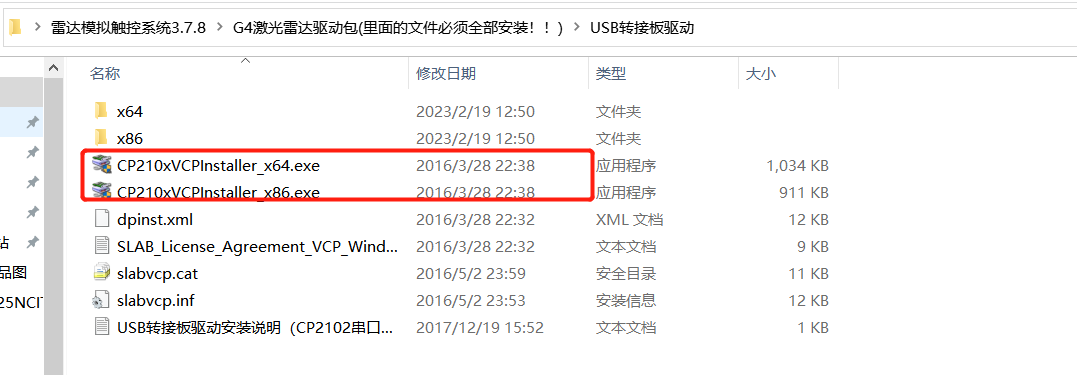 雷达模拟触控系统3.7.8 > G4激光雷达驱动包(里面的文件必须全部安装！！) > USB转接板驱动
名称 修改日期 类型 大小
x64 2023/2/19 12:50 文件夹
x86 2023/2/19 12:50 文件夹
CP210xVCPInstaller_x64.exe 2016/3/28 22:38 应用程序 1,034 KB
CP210xVCPInstaller_x86.exe 2016/3/28 22:38 应用程序 911 KB
dpinst.xml 2016/3/28 22:32 XML 文档 12 KB
站 SLAB_License_Agreement_VCP_Wind... 2016/3/28 22:32 文本文档 9 KB
品图 slabvcp.cat 2016/5/2 23:59 安全目录 11 KB
25NCI slabvcp.inf 2016/5/2 23:53 安装信息 12 KB
USB转接板驱动安装说明（CP2102串口... 2017/12/19 15:52 文本文档 1 KB